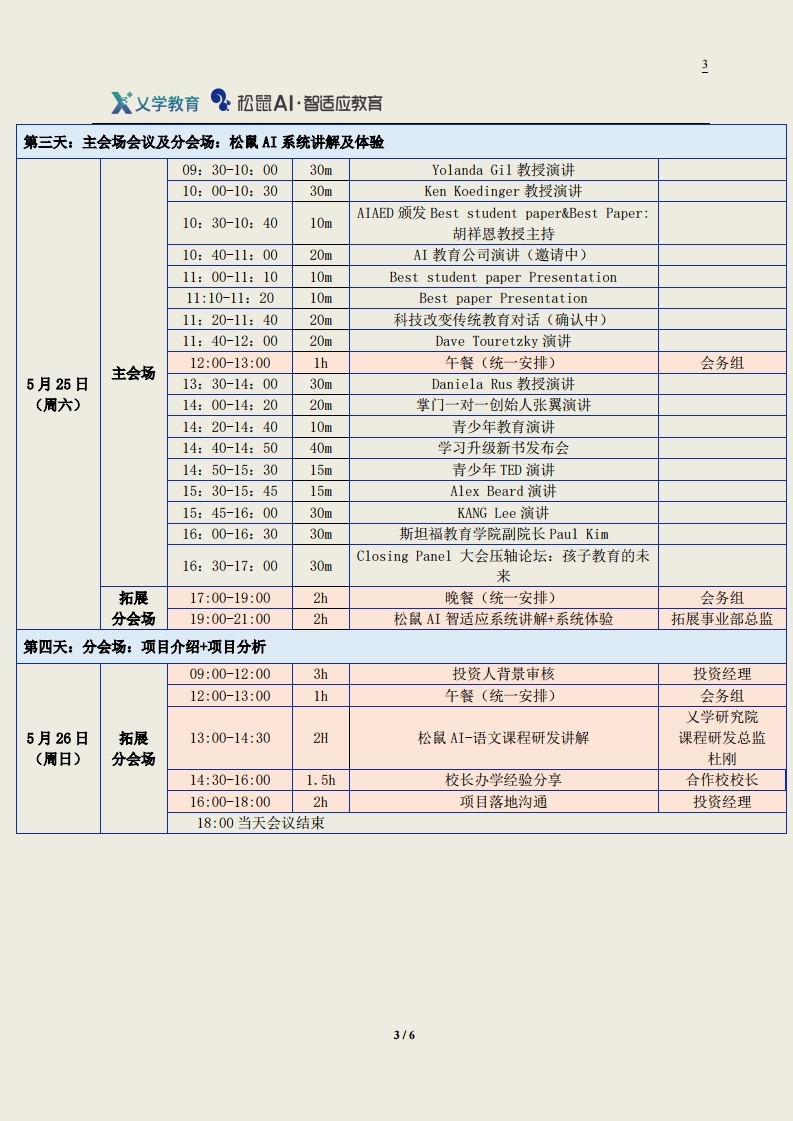 3
乂学教育 松鼠AI·智适应教育
第三天：主会场会议及分会场：松鼠 AI 系统讲解及体验
5 月 25 日
（周六）
主会场
09：30-10：00 30m Yolanda Gil 教授演讲
10：00-10：30 30m Ken Koedinger 教授演讲
10：30-10：40 10m AIAED 颁发 Best student paper&Best Paper:
胡祥恩教授主持
10：40-11：00 20m AI 教育公司演讲（邀请中）
11：00-11：10 10m Best student paper Presentation
11:10-11：20 10m Best paper Presentation
11：20-11：40 20m 科技改变传统教育对话（确认中）
11：40-12：00 20m Dave Touretzky 演讲
12:00-13:00 1h 午餐（统一安排） 会务组
13：30-14：00 30m Daniela Rus 教授演讲
14：00-14：20 20m 掌门一对一创始人张翼演讲
14：20-14：40 10m 青少年教育演讲
14：40-14：50 40m 学习升级新书发布会
14：50-15：30 15m 青少年 TED 演讲
15：30-15：45 15m Alex Beard 演讲
15：45-16：00 30m KANG Lee 演讲
16：00-16：30 30m 斯坦福教育学院副院长 Paul Kim
16：30-17：00 30m Closing Panel 大会压轴论坛：孩子教育的未
来
拓展
分会场
17:00-19:00 2h 晚餐（统一安排） 会务组
19:00-21:00 2h 松鼠 AI 智适应系统讲解+系统体验 拓展事业部总监
第四天：分会场：项目介绍+项目分析
5 月 26 日
（周日）
拓展
分会场
09:00-12:00 3h 投资人背景审核 投资经理
12:00-13:00 1h 午餐（统一安排） 会务组
13:00-14:30 2H 松鼠 AI-语文课程研发讲解 乂学研究院
课程研发总监
杜刚
14:30-16:00 1.5h 校长办学经验分享 合作校校长
16:00-18:00 2h 项目落地沟通 投资经理
18:00 当天会议结束
3 / 6